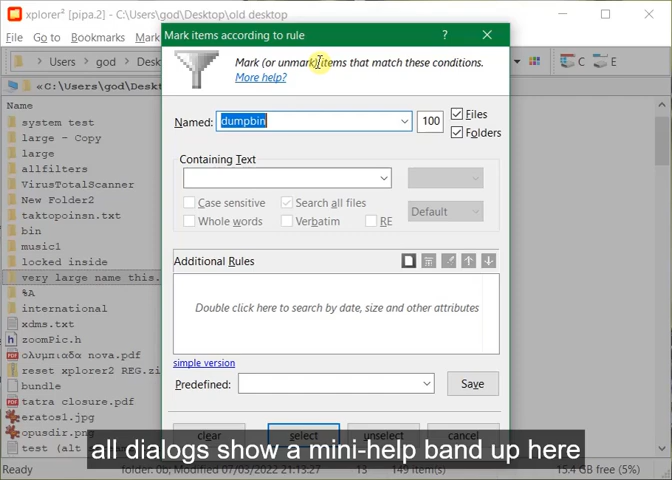 xplorer² [pipa.2] C:\Users\god\Desktop\old desktop
File Go to Bookmarks
Users god Deskt
C E
« C:\Users\god\Deskt
Name
system test
large - Copy
large
allfilters
VirusTotalScanner
New Folder2
taktopoinsn.txt
bin
music1
locked inside
very large name this.
%A
international
xdms.txt
zoomPic.h
ολυμπιαδα nova.pdf
reset xplorer2 REG.zi
bundle
tatra closure.pdf
eratos1.jpg
opusdir.png
test (alt
Mark items according to rule
?
Mark (or unmark) items that match these conditions.
More help?
Named: dumpbin 100
Files
Folders
Containing Text
Case sensitive Search all files
Whole words Verbatim RE
Default
Additional Rules
Double click here to search by date, size and other attributes
simple version
Predefined: Save
clear select unselect cancel
all dialogs show a mini-help band up here
Ready folder, 0b, Modified 07/03/2022 21:13:27 13 149 item(s) 15.4 GB free (5%)